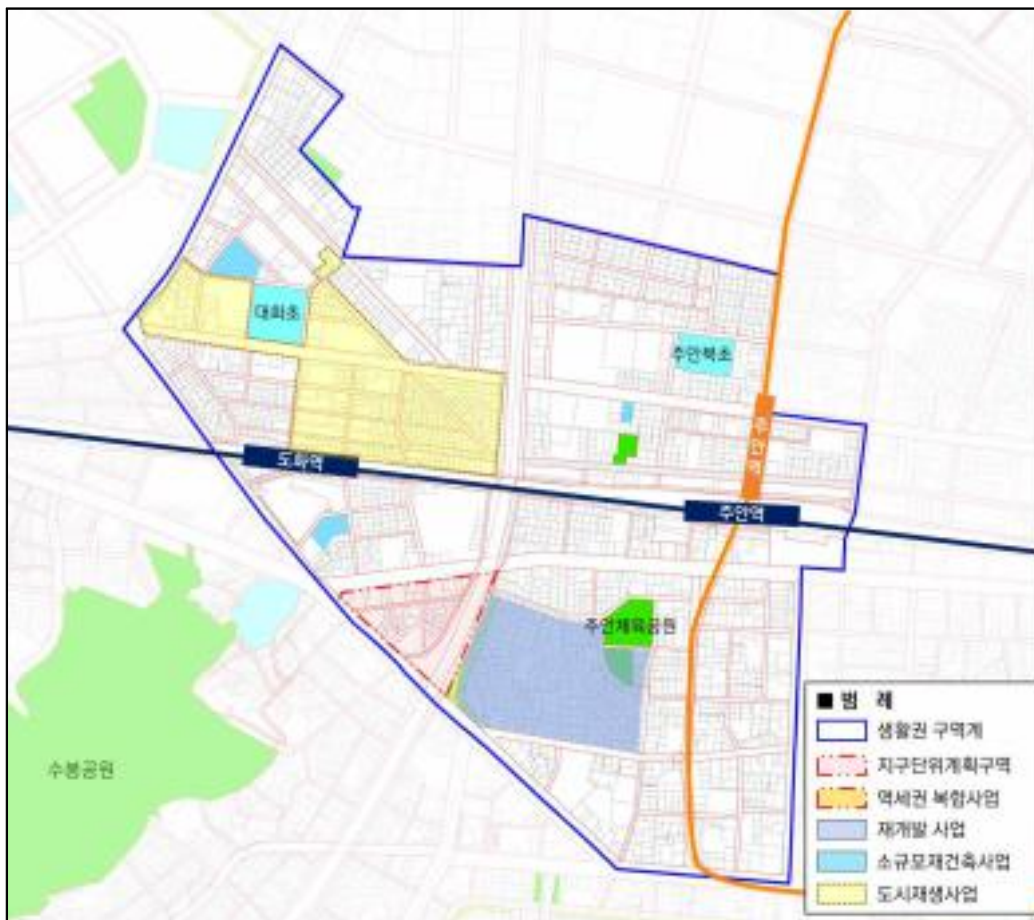 대화초
주안북초
주안역
도화역
주안역
주안체육공원
수봉공원
■ 범 례
생활권 구역계
지구단위계획구역
역세권 복합사업
재개발 사업
소규모재건축사업
도시재생사업